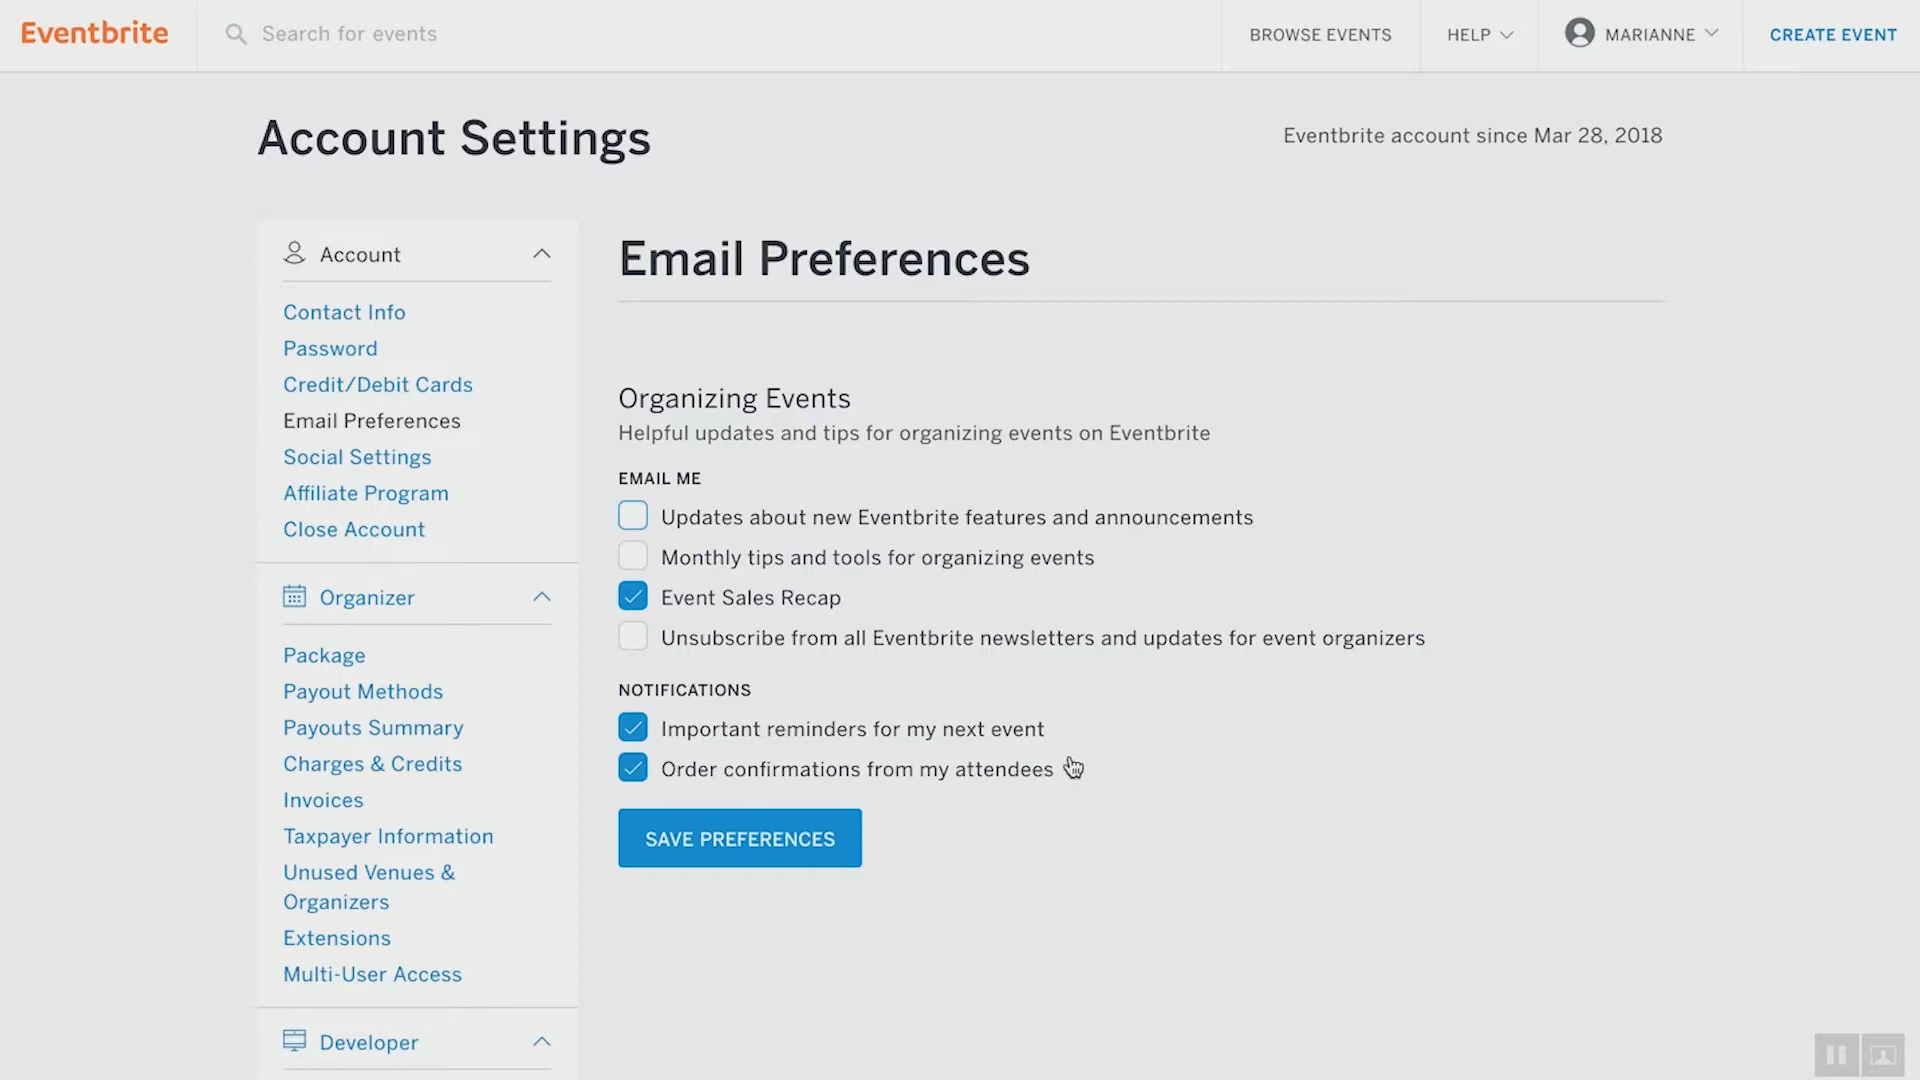 Eventbrite
Search for events
BROWSE EVENTS
HELP
MARIANNE
CREATE EVENT
Account Settings
Eventbrite account since Mar 28, 2018
Account
Contact Info
Password
Credit/Debit Cards
Email Preferences
Social Settings
Affiliate Program
Close Account
Organizer
Package
Payout Methods
Payouts Summary
Charges & Credits
Invoices
Taxpayer Information
Unused Venues &
Organizers
Extensions
Multi-User Access
Developer
Email Preferences
Organizing Events
Helpful updates and tips for organizing events on Eventbrite
EMAIL ME
Updates about new Eventbrite features and announcements
Monthly tips and tools for organizing events
Event Sales Recap
Unsubscribe from all Eventbrite newsletters and updates for event organizers
NOTIFICATIONS
Important reminders for my next event
Order confirmations from my attendees
SAVE PREFERENCES